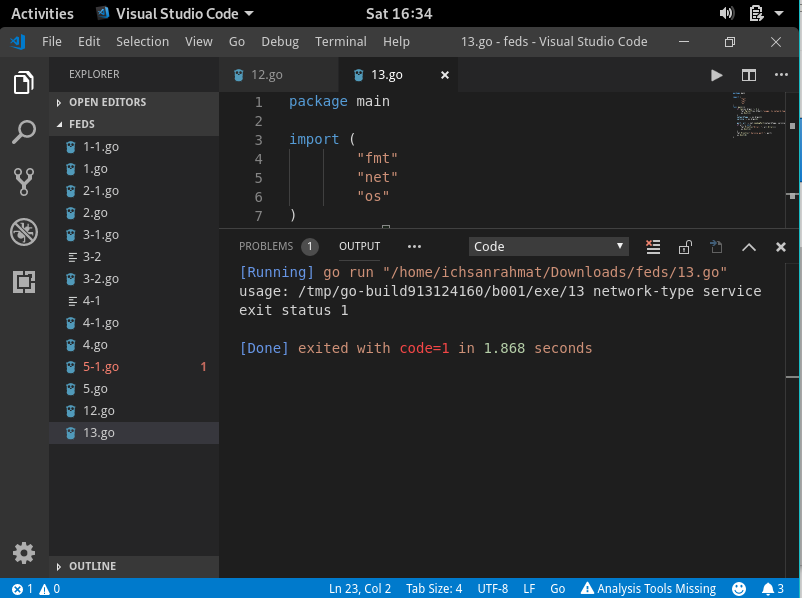 Activities Visual Studio Code Sat 16:34
File Edit Selection View Go Debug Terminal Help 13.go - feds - Visual Studio Code
EXPLORER
OPEN EDITORS
FEDS
1-1.go
1.go
2-1.go
2.go
3-1.go
3-2
3-2.go
4-1
4-1.go
4.go
5-1.go 1
5.go
12.go
13.go
OUTLINE
12.go 13.go
1 package main
2
3 import (
4 "fmt"
5 "net"
6 "os"
7 )
PROBLEMS 1 OUTPUT Code
[Running] go run "/home/ichsanrahmat/Downloads/feds/13.go"
usage: /tmp/go-build913124160/b001/exe/13 network-type service
exit status 1
[Done] exited with code=1 in 1.868 seconds
1 0 Ln 23, Col 2 Tab Size: 4 UTF-8 LF Go Analysis Tools Missing 3